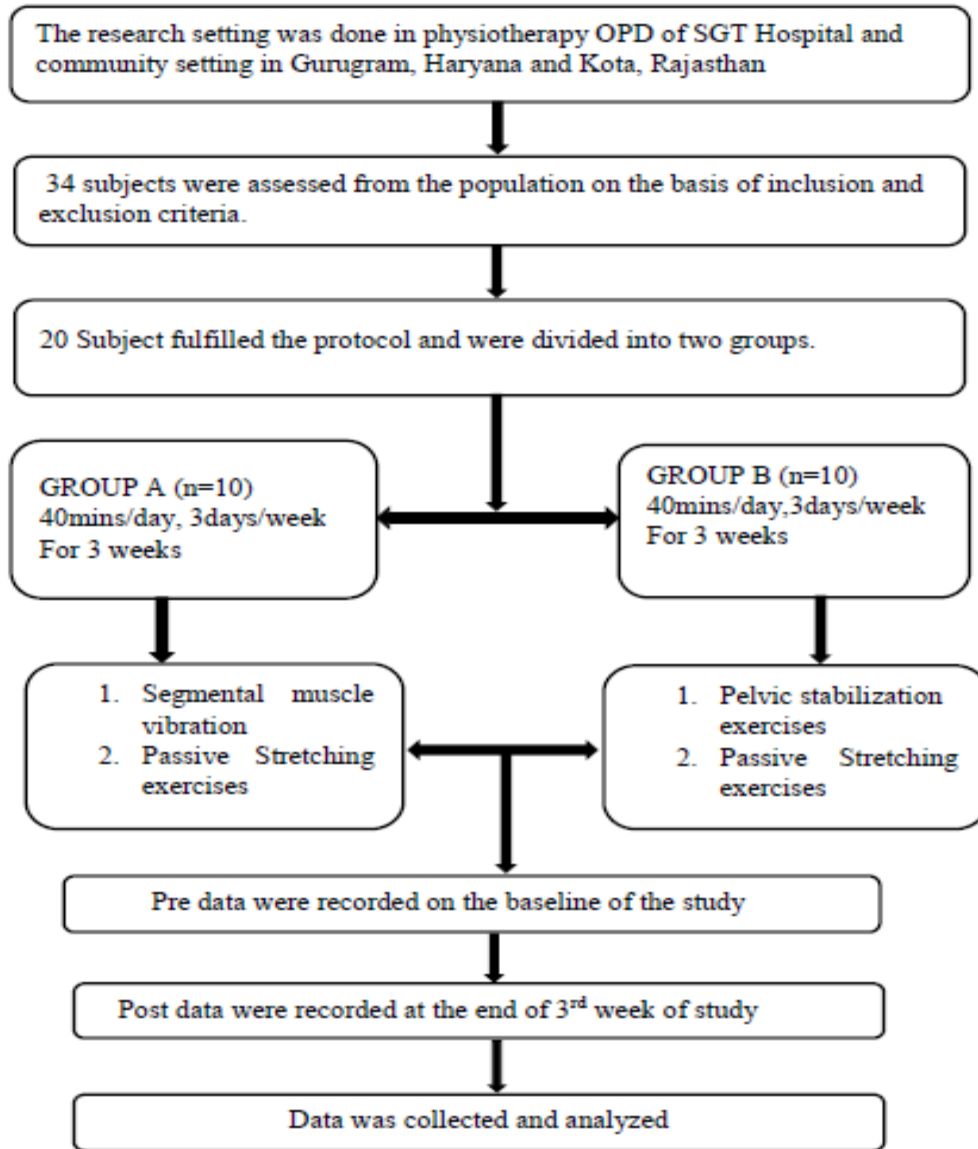 The research setting was done in physiotherapy OPD of SGT Hospital and
community setting in Gurugram, Haryana and Kota, Rajasthan
34 subjects were assessed from the population on the basis of inclusion and
exclusion criteria.
20 Subject fulfilled the protocol and were divided into two groups.
GROUP A (n=10)
40mins/day, 3days/week
For 3 weeks
GROUP B (n=10)
40mins/day,3days/week
For 3 weeks
1. Segmental muscle
vibration
2. Passive Stretching
exercises
1. Pelvic stabilization
exercises
2. Passive Stretching
exercises
Pre data were recorded on the baseline of the study
Post data were recorded at the end of 3rd week of study
Data was collected and analyzed